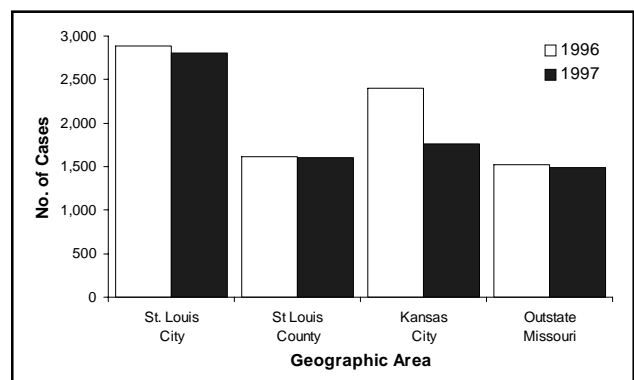 3,000
2,500
2,000
1,500
1,000
500
0
No. of Cases
1996
1997
St. Louis
City
St Louis
County
Kansas
City
Outstate
Missouri
Geographic Area